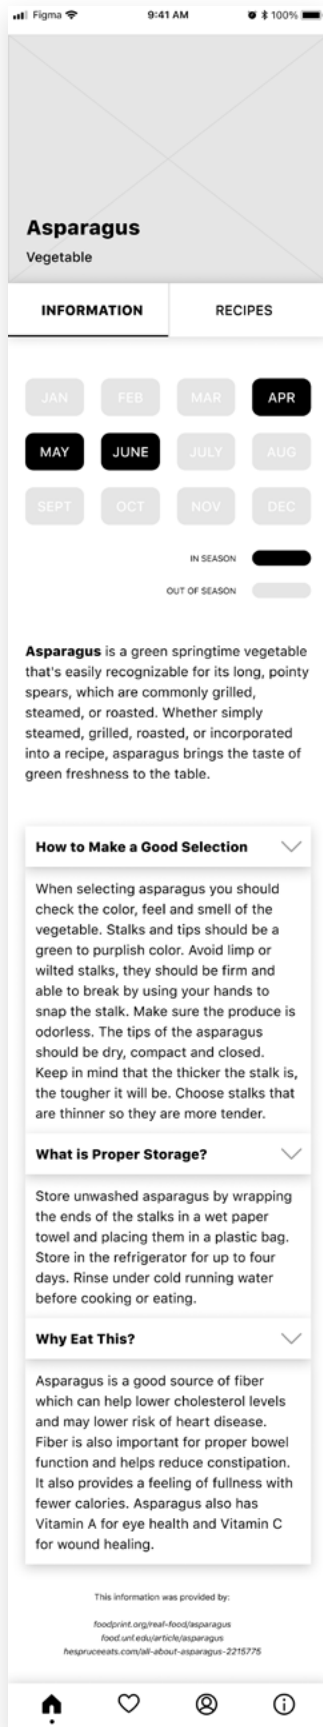 Figma 9:41 AM 100%
Asparagus
Vegetable
INFORMATION RECIPES
JAN FEB MAR APR
MAY JUNE JULY AUG
SEPT OCT NOV DEC
IN SEASON
OUT OF SEASON
Asparagus is a green springtime vegetable
that's easily recognizable for its long, pointy
spears, which are commonly grilled,
steamed, or roasted. Whether simply
steamed, grilled, roasted, or incorporated
into a recipe, asparagus brings the taste of
green freshness to the table.
How to Make a Good Selection
When selecting asparagus you should
check the color, feel and smell of the
vegetable. Stalks and tips should be a
green to purplish color. Avoid limp or
wilted stalks, they should be firm and
able to break by using your hands to
snap the stalk. Make sure the produce is
odorless. The tips of the asparagus
should be dry, compact and closed.
Keep in mind that the thicker the stalk is,
the tougher it will be. Choose stalks that
are thinner so they are more tender.
What is Proper Storage?
Store unwashed asparagus by wrapping
the ends of the stalks in a wet paper
towel and placing them in a plastic bag.
Store in the refrigerator for up to four
days. Rinse under cold running water
before cooking or eating.
Why Eat This?
Asparagus is a good source of fiber
which can help lower cholesterol levels
and may lower risk of heart disease.
Fiber is also important for proper bowel
function and helps reduce constipation.
It also provides a feeling of fullness with
fewer calories. Asparagus also has
Vitamin A for eye health and Vitamin C
for wound healing.
This information was provided by:
foodprint.org/real-food/asparagus
food.unl.edu/article/asparagus
hespruceeats.com/all-about-asparagus-2215775